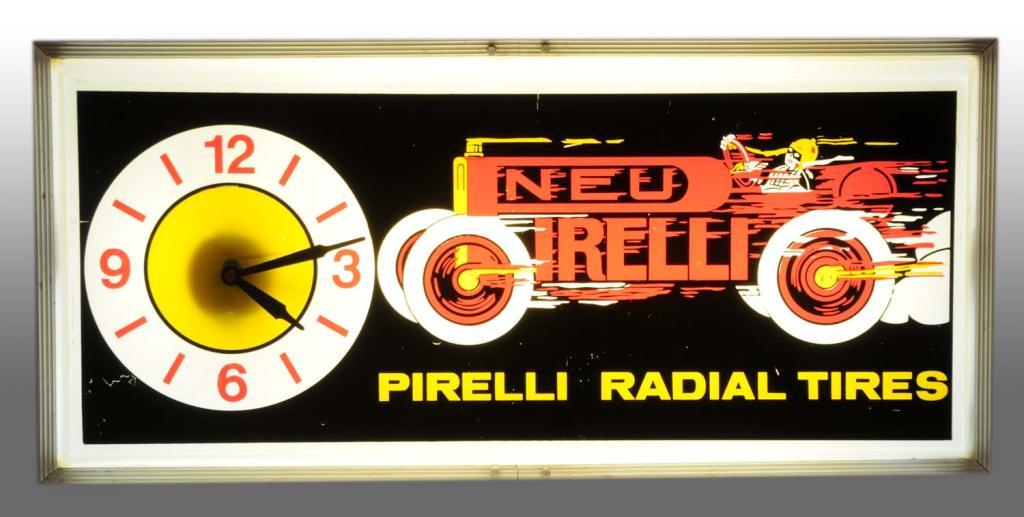 12
3
6
9
NEU
IRELLI
PIRELLI RADIAL TIRES